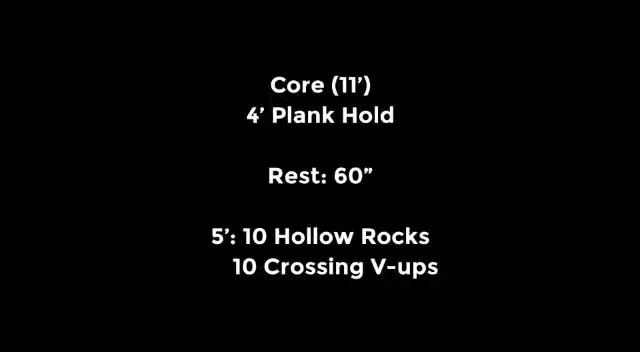 Core (11’)
4’ Plank Hold
Rest: 60”
5’: 10 Hollow Rocks
10 Crossing V-ups